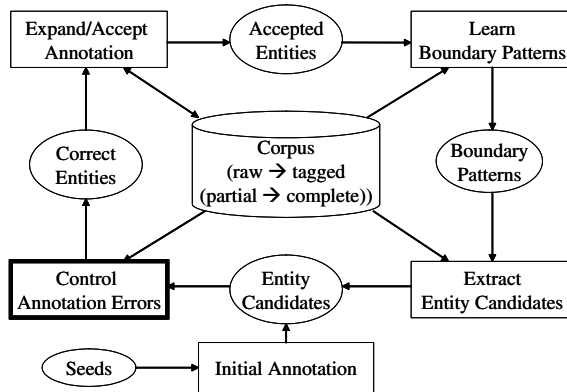 Expand/Accept
Annotation
Accepted
Entities
Learn
Boundary Patterns
Correct
Entities
Corpus
(raw → tagged
(partial → complete))
Boundary
Patterns
Control
Annotation Errors
Entity
Candidates
Extract
Entity Candidates
Seeds
Initial Annotation